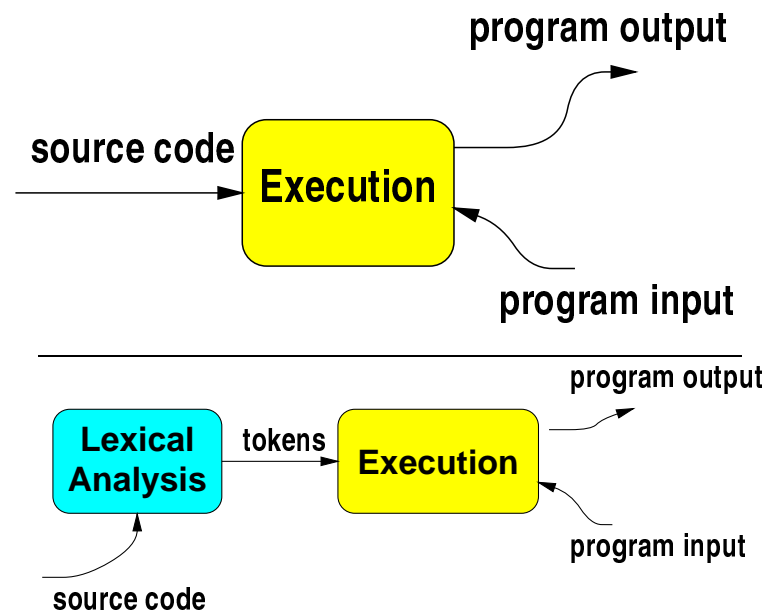 program output
source code
Execution
program input
program output
Lexical
Analysis
tokens
Execution
program input
source code